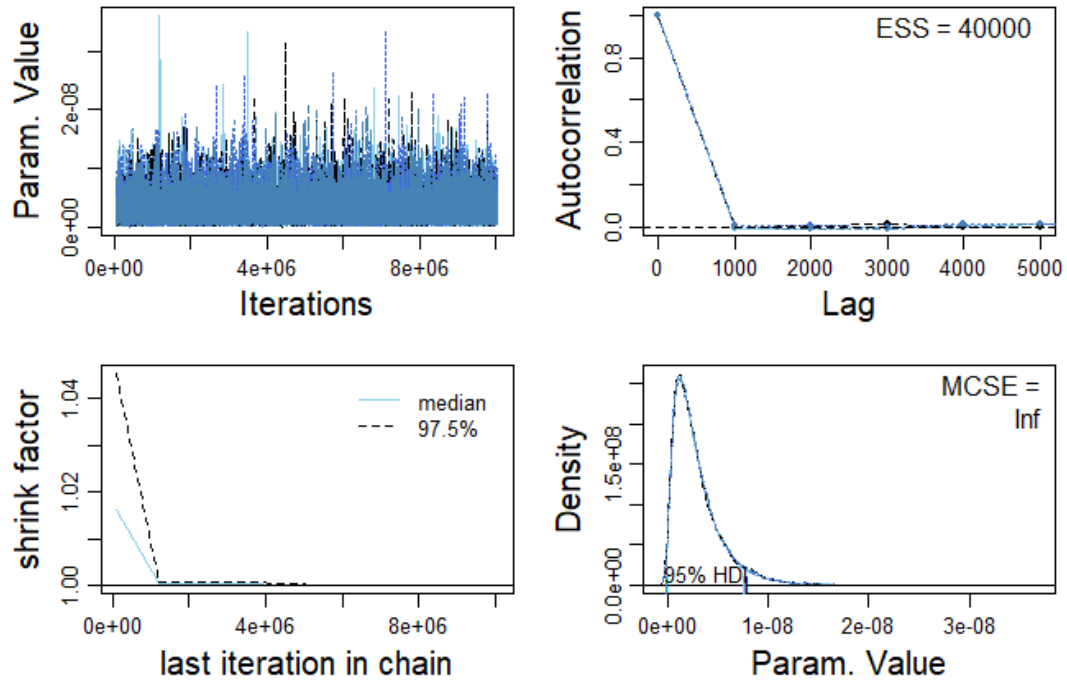 Param. Value
0e+00
2e-08
0e+00
4e+06
8e+06
Iterations
Autocorrelation
0.0
0.4
0.8
ESS = 40000
0
1000
2000
3000
4000
5000
Lag
shrink factor
1.00
1.02
1.04
median
97.5%
0e+00
4e+06
8e+06
last iteration in chain
Density
0.0e+00
1.5e+08
MCSE =
Inf
95% HD
0e+00
1e-08
2e-08
3e-08
Param. Value